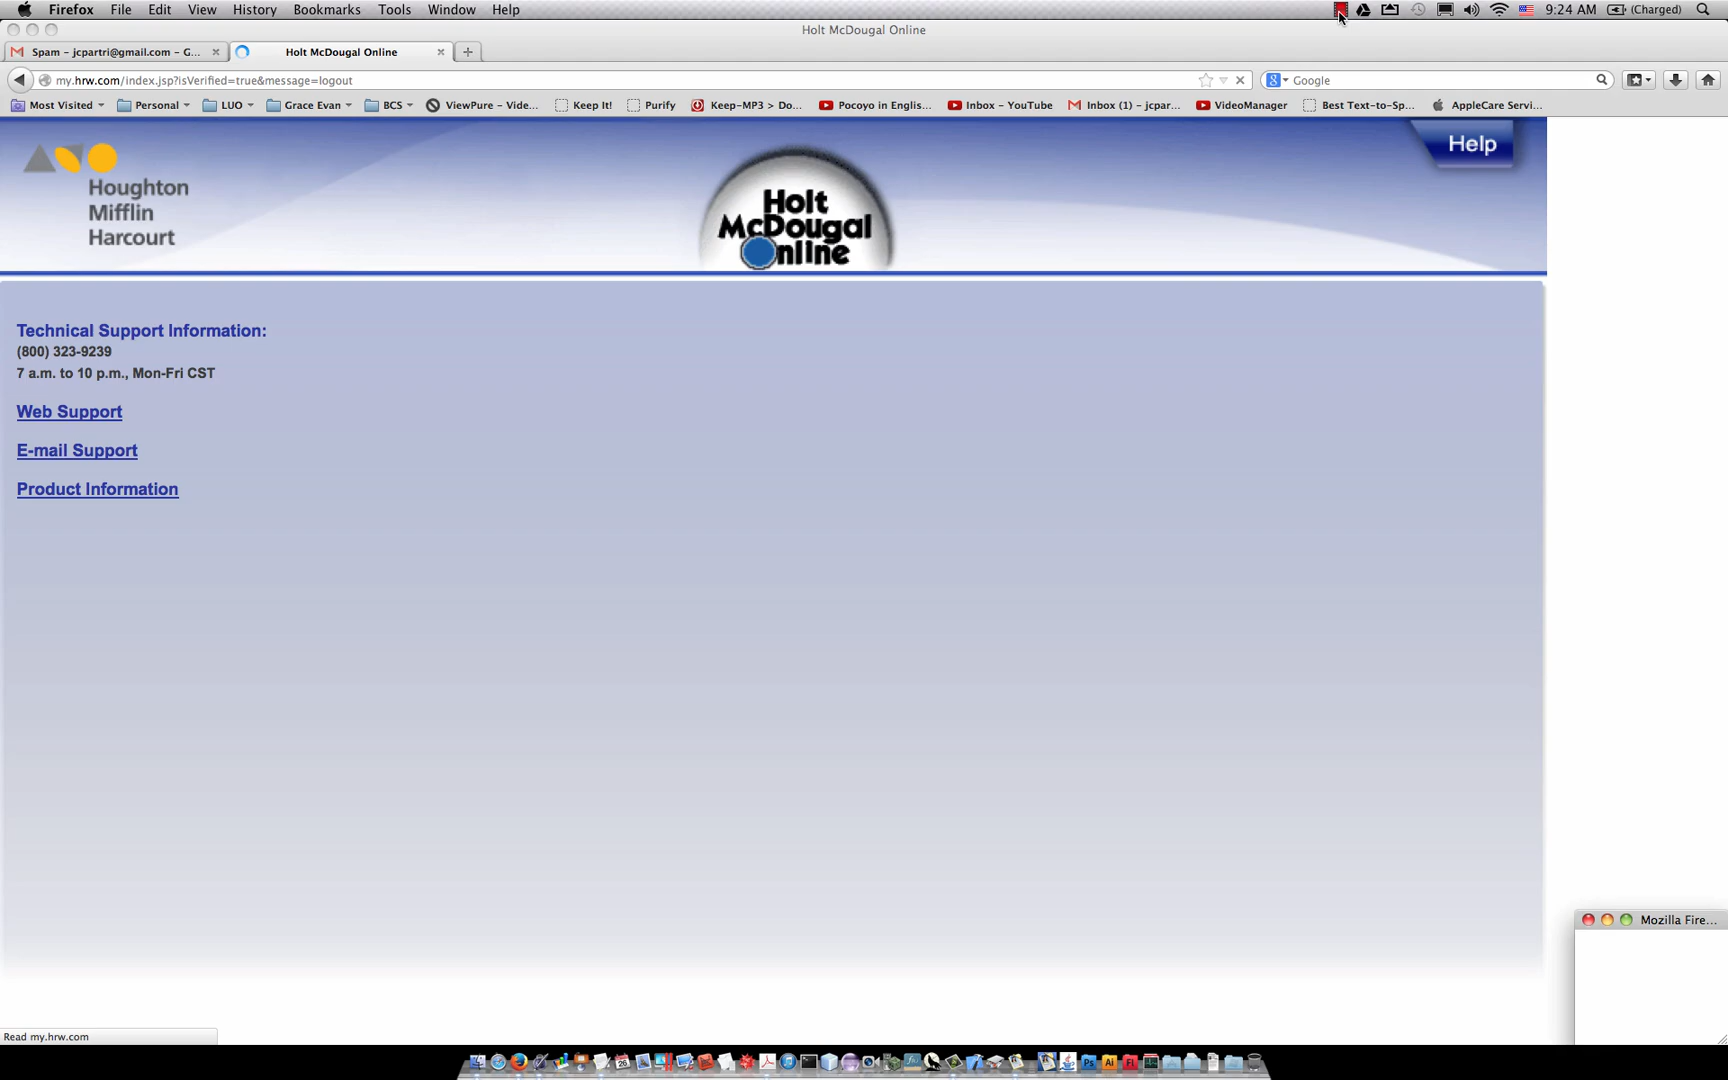 Firefox File Edit View History Bookmarks Tools Window Help 9:24 AM (Charged)
Holt McDougal Online
Spam - jcpartri@gmail.com - G... Holt McDougal Online
my.hrw.com/index.jsp?isVerified=true&message=logout Google
Most Visited Personal LUO Grace Evan BCS ViewPure - Vide... Keep It! Purify Keep-MP3 > Do... Pocoyo in Englis... Inbox - YouTube Inbox (1) - jcpar... VideoManager Best Text-to-Sp... AppleCare Servi...
Help
Houghton
Mifflin
Harcourt
Holt
McDougal
Online
Technical Support Information:
(800) 323-9239
7 a.m. to 10 p.m., Mon-Fri CST
Web Support
E-mail Support
Product Information
Mozilla Fire...
Read my.hrw.com